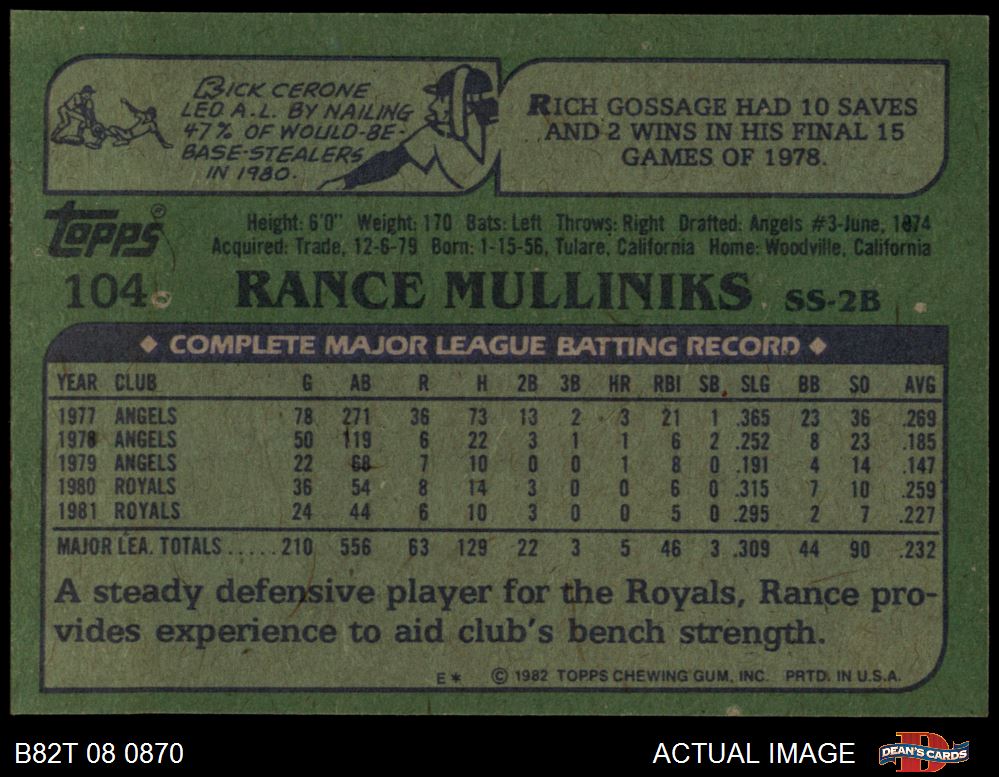 RICK CERONE
LED A.L. BY NAILING
47% OF WOULD-BE-
BASE-STEALERS
IN 1980.
RICH GOSSAGE HAD 10 SAVES
AND 2 WINS IN HIS FINAL 15
GAMES OF 1978.
Topps®
Height: 6'0" Weight: 170 Bats: Left Throws: Right Drafted: Angels #3-June, 1974
Acquired: Trade, 12-6-79 Born: 1-15-56, Tulare, California Home: Woodville, California
104 RANCE MULLINIKS SS-2B
◆ COMPLETE MAJOR LEAGUE BATTING RECORD ◆
YEAR CLUB G AB R H 2B 3B HR RBI SB SLG BB SO AVG
1977 ANGELS 78 271 36 73 13 2 3 21 1 .365 23 36 .269
1978 ANGELS 50 119 6 22 3 1 1 6 2 .252 8 23 .185
1979 ANGELS 22 68 7 10 0 0 1 8 0 .191 4 14 .147
1980 ROYALS 36 54 8 14 3 0 0 6 0 .315 7 10 .259
1981 ROYALS 24 44 6 10 3 0 0 5 0 .295 2 7 .227
MAJOR LEA. TOTALS.....210 556 63 129 22 3 5 46 3 .309 44 90 .232
A steady defensive player for the Royals, Rance pro-
vides experience to aid club's bench strength.
E* © 1982 TOPPS CHEWING GUM, INC. PRTD. IN U.S.A.
B82T 08 0870 ACTUAL IMAGE D DEAN'S CARDS